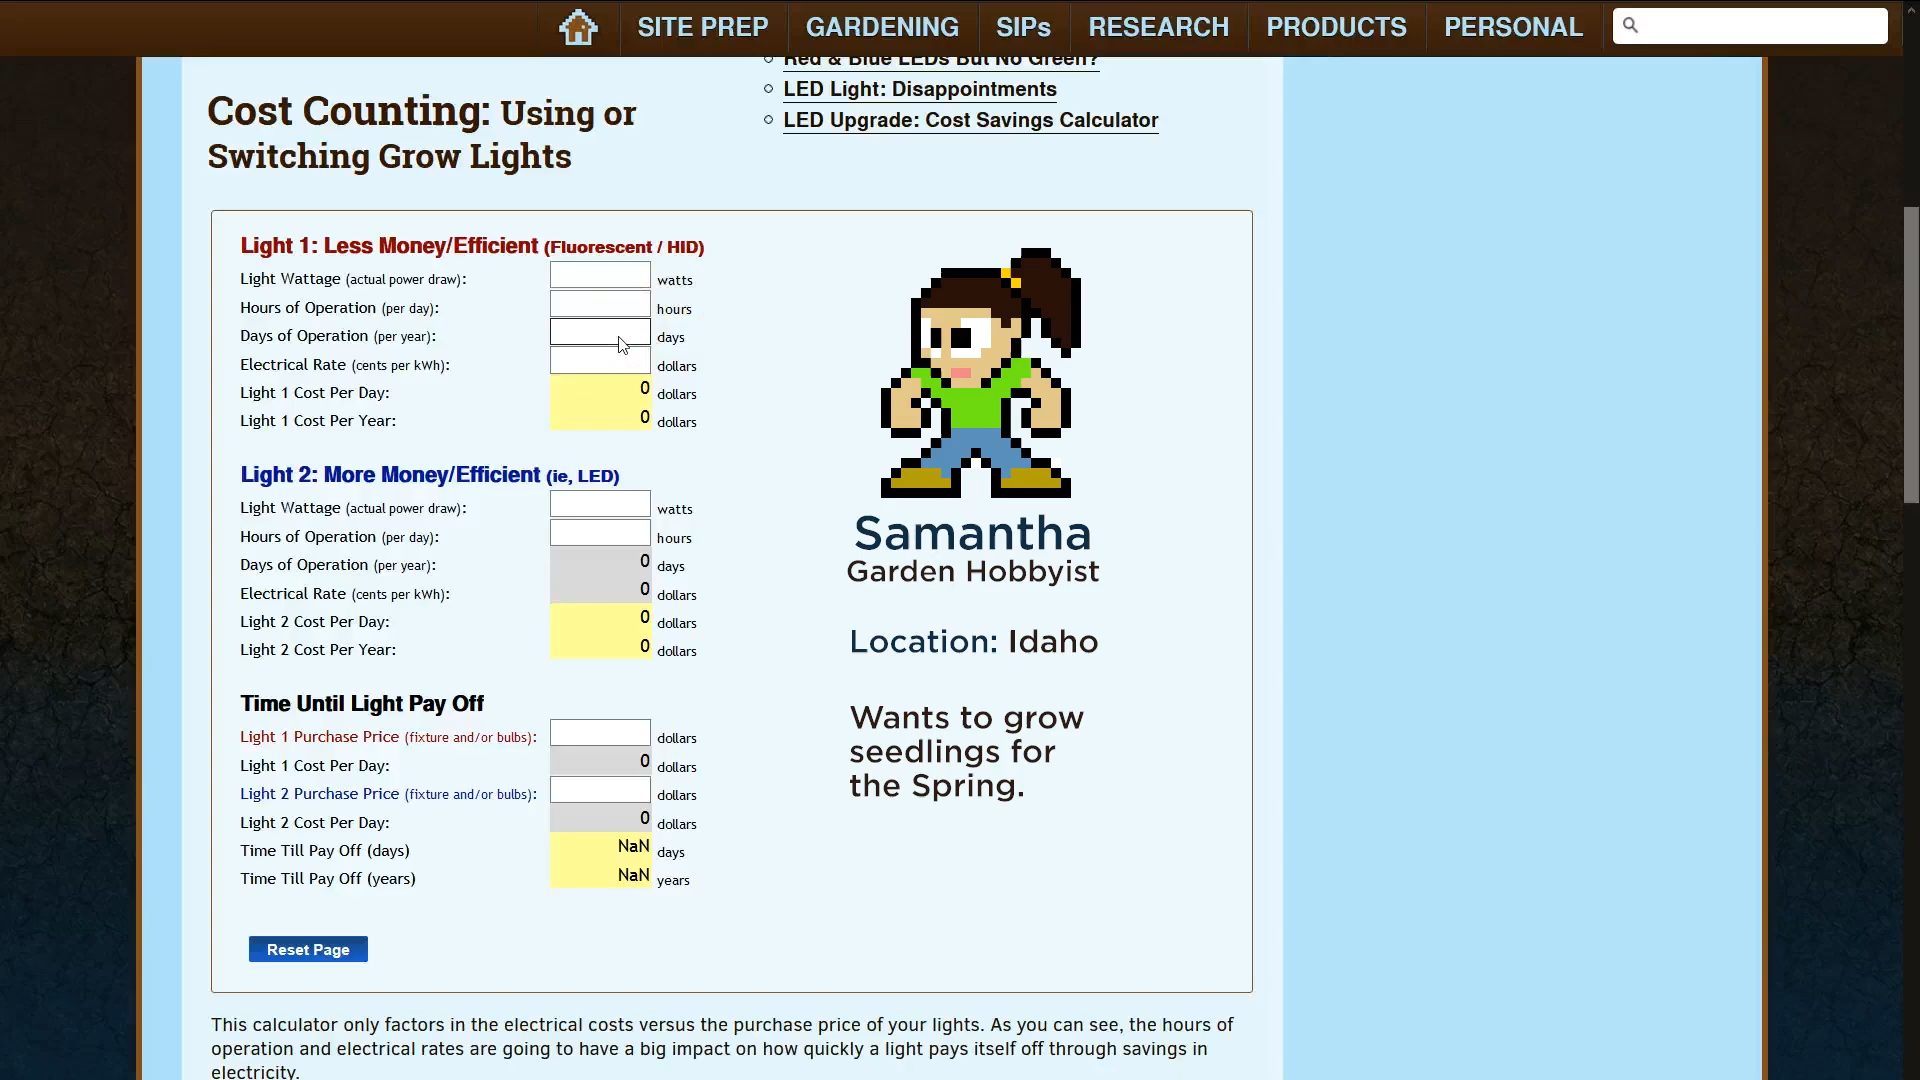 SITE PREP GARDENING SIPs RESEARCH PRODUCTS PERSONAL
Red & Blue LEDs But No Green?
LED Light: Disappointments
LED Upgrade: Cost Savings Calculator
Cost Counting: Using or
Switching Grow Lights
Light 1: Less Money/Efficient (Fluorescent / HID)
Light Wattage (actual power draw): watts
Hours of Operation (per day): hours
Days of Operation (per year): days
Electrical Rate (cents per kWh): dollars
Light 1 Cost Per Day: 0 dollars
Light 1 Cost Per Year: 0 dollars
Light 2: More Money/Efficient (ie, LED)
Light Wattage (actual power draw): watts
Hours of Operation (per day): hours
Days of Operation (per year): 0 days
Electrical Rate (cents per kWh): 0 dollars
Light 2 Cost Per Day: 0 dollars
Light 2 Cost Per Year: 0 dollars
Time Until Light Pay Off
Light 1 Purchase Price (fixture and/or bulbs): dollars
Light 1 Cost Per Day: 0 dollars
Light 2 Purchase Price (fixture and/or bulbs): dollars
Light 2 Cost Per Day: 0 dollars
Time Till Pay Off (days) NaN days
Time Till Pay Off (years) NaN years
Reset Page
Samantha
Garden Hobbyist
Location: Idaho
Wants to grow
seedlings for
the Spring.
This calculator only factors in the electrical costs versus the purchase price of your lights. As you can see, the hours of
operation and electrical rates are going to have a big impact on how quickly a light pays itself off through savings in
electricity.